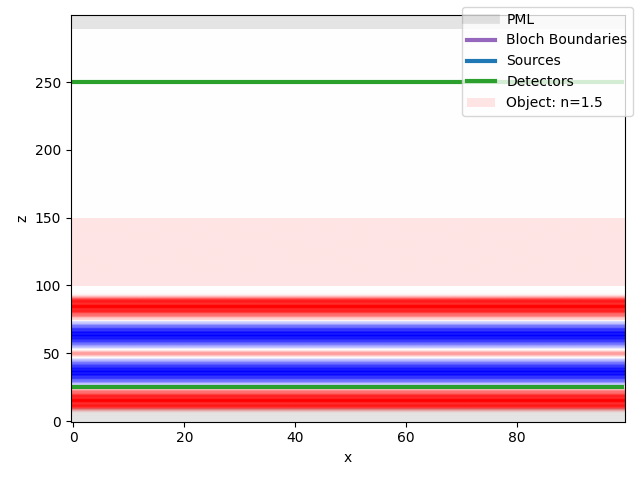 PML
Bloch Boundaries
Sources
Detectors
Object: n=1.5
250
200
150
100
50
0
0 20 40 60 80
x
z